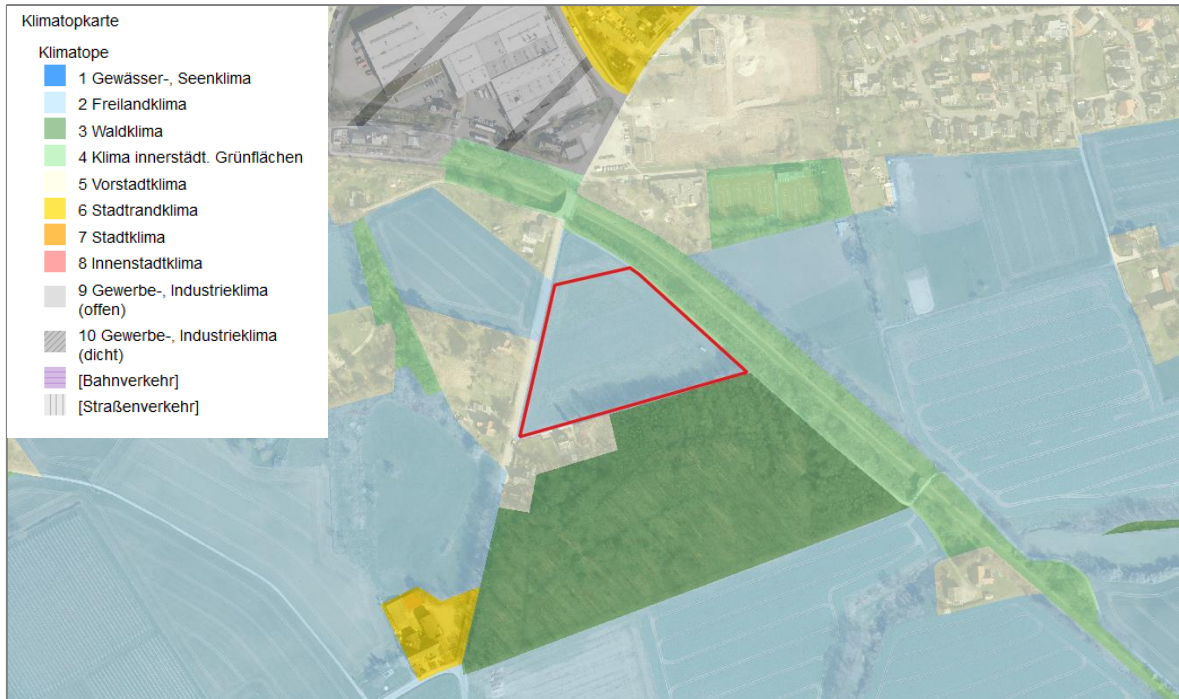 Klimatopkarte
Klimatope
1 Gewässer-, Seenklima
2 Freilandklima
3 Waldklima
4 Klima innerstädt. Grünflächen
5 Vorstadtklima
6 Stadtrandklima
7 Stadtklima
8 Innenstadtklima
9 Gewerbe-, Industrieklima
(offen)
10 Gewerbe-, Industrieklima
(dicht)
[Bahnverkehr]
[Straßenverkehr]